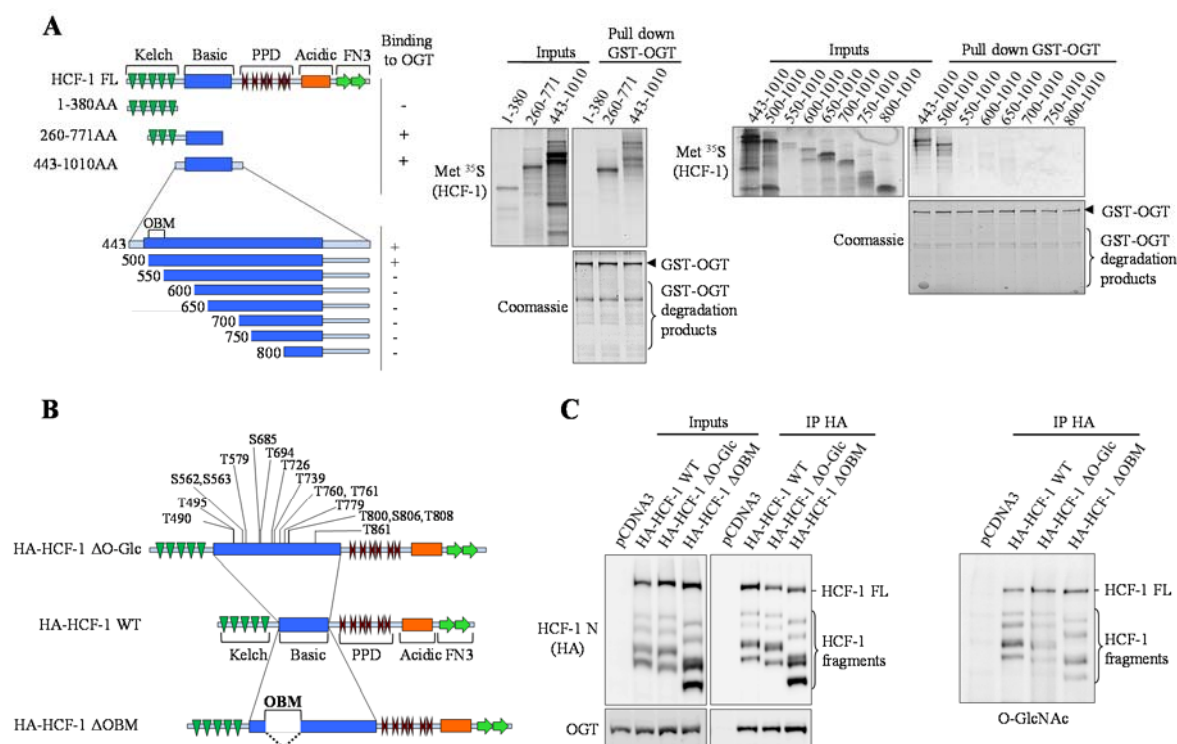 A
Kelch Basic PPD Acidic FN3
Binding to OGT
HCF-1 FL
1-380AA -
260-771AA +
443-1010AA +
OBM
443 +
500 +
550 -
600 -
650 -
700 -
750 -
800 -
Inputs
Pull down GST-OGT
1-380 260-771 443-1010 1-380 260-771 443-1010
Met 35S (HCF-1)
Coomassie
GST-OGT
GST-OGT degradation products
Inputs
Pull down GST-OGT
443-1010 500-1010 550-1010 600-1010 650-1010 700-1010 750-1010 800-1010
443-1010 500-1010 550-1010 600-1010 650-1010 700-1010 750-1010 800-1010
Met 35S (HCF-1)
Coomassie
GST-OGT
GST-OGT degradation products
B
S685
T579 T694
S562,S563 T726
T739
T495 T760, T761
T490 T779
T800,S806,T808
T861
HA-HCF-1 ΔO-Glc
HA-HCF-1 WT
Kelch Basic PPD Acidic FN3
OBM
HA-HCF-1 ΔOBM
C
Inputs
IP HA
pCDNA3 HA-HCF-1 WT HA-HCF-1 ΔO-Glc HA-HCF-1 ΔOBM
pCDNA3 HA-HCF-1 WT HA-HCF-1 ΔO-Glc HA-HCF-1 ΔOBM
HCF-1 N (HA)
HCF-1 FL
HCF-1 fragments
OGT
IP HA
pCDNA3 HA-HCF-1 WT HA-HCF-1 ΔO-Glc HA-HCF-1 ΔOBM
HCF-1 FL
HCF-1 fragments
O-GlcNAc